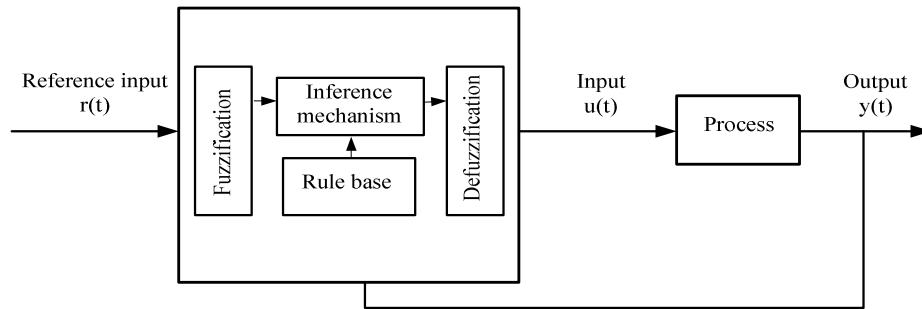 Reference input
r(t)
Fuzzification
Inference
mechanism
Rule base
Defuzzification
Input
u(t)
Process
Output
y(t)